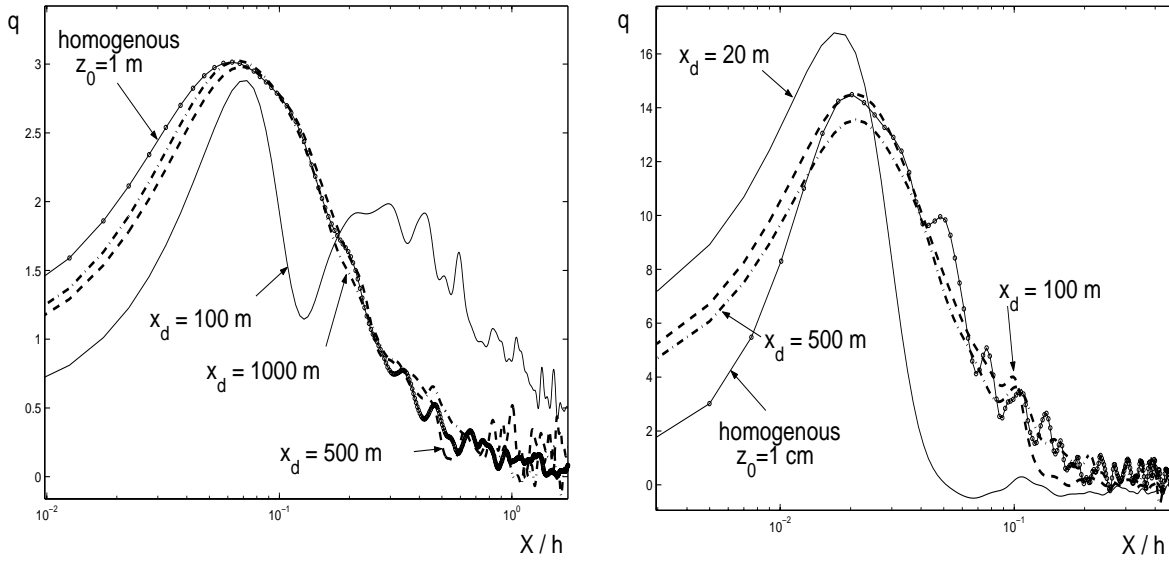 q
homogenous
z0=1 m
3
2.5
2
1.5
1
0.5
0
xd = 100 m
xd = 1000 m
xd = 500 m
10^-2
10^-1
10^0
X / h
q
16
14
12
10
8
6
4
2
0
xd = 20 m
xd = 100 m
xd = 500 m
homogenous
z0=1 cm
10^-2
10^-1
X / h